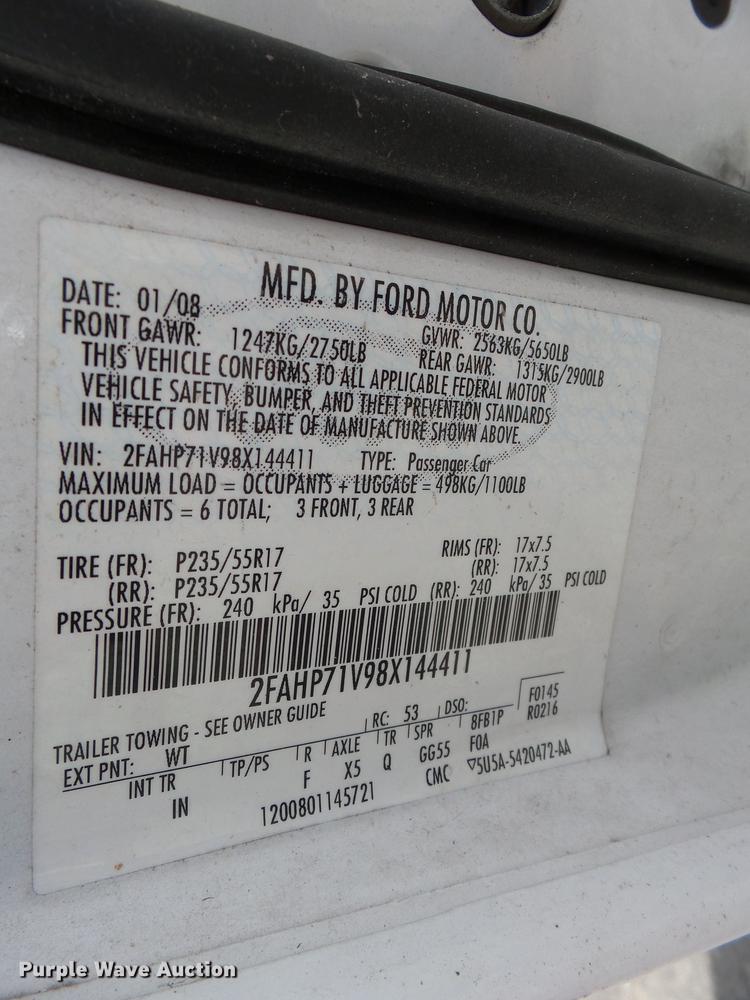 MFD. BY FORD MOTOR CO.
DATE: 01/08 GVWR: 2563KG/5650LB
FRONT GAWR: 1247KG/2750LB REAR GAWR: 1315KG/2900LB
THIS VEHICLE CONFORMS TO ALL APPLICABLE FEDERAL MOTOR
VEHICLE SAFETY, BUMPER, AND THEFT PREVENTION STANDARDS
IN EFFECT ON THE DATE OF MANUFACTURE SHOWN ABOVE.
VIN: 2FAHP71V98X144411 TYPE: Passenger Car
MAXIMUM LOAD = OCCUPANTS + LUGGAGE = 498KG/1100LB
OCCUPANTS = 6 TOTAL; 3 FRONT, 3 REAR
TIRE (FR): P235/55R17 RIMS (FR): 17x7.5
(RR): P235/55R17 (RR): 17x7.5
PRESSURE (FR): 240 kPa/ 35 PSI COLD (RR): 240 kPa/ 35 PSI COLD
2FAHP71V98X144411
TRAILER TOWING - SEE OWNER GUIDE
EXT PNT: WT RC: 53 DSO: F0145
8FB1P R0216
INT TR TP/PS R AXLE TR SPR F0A
IN F X5 Q GG55
1200801145721 CMC ▽5U5A-5420472-AA
Purple Wave Auction